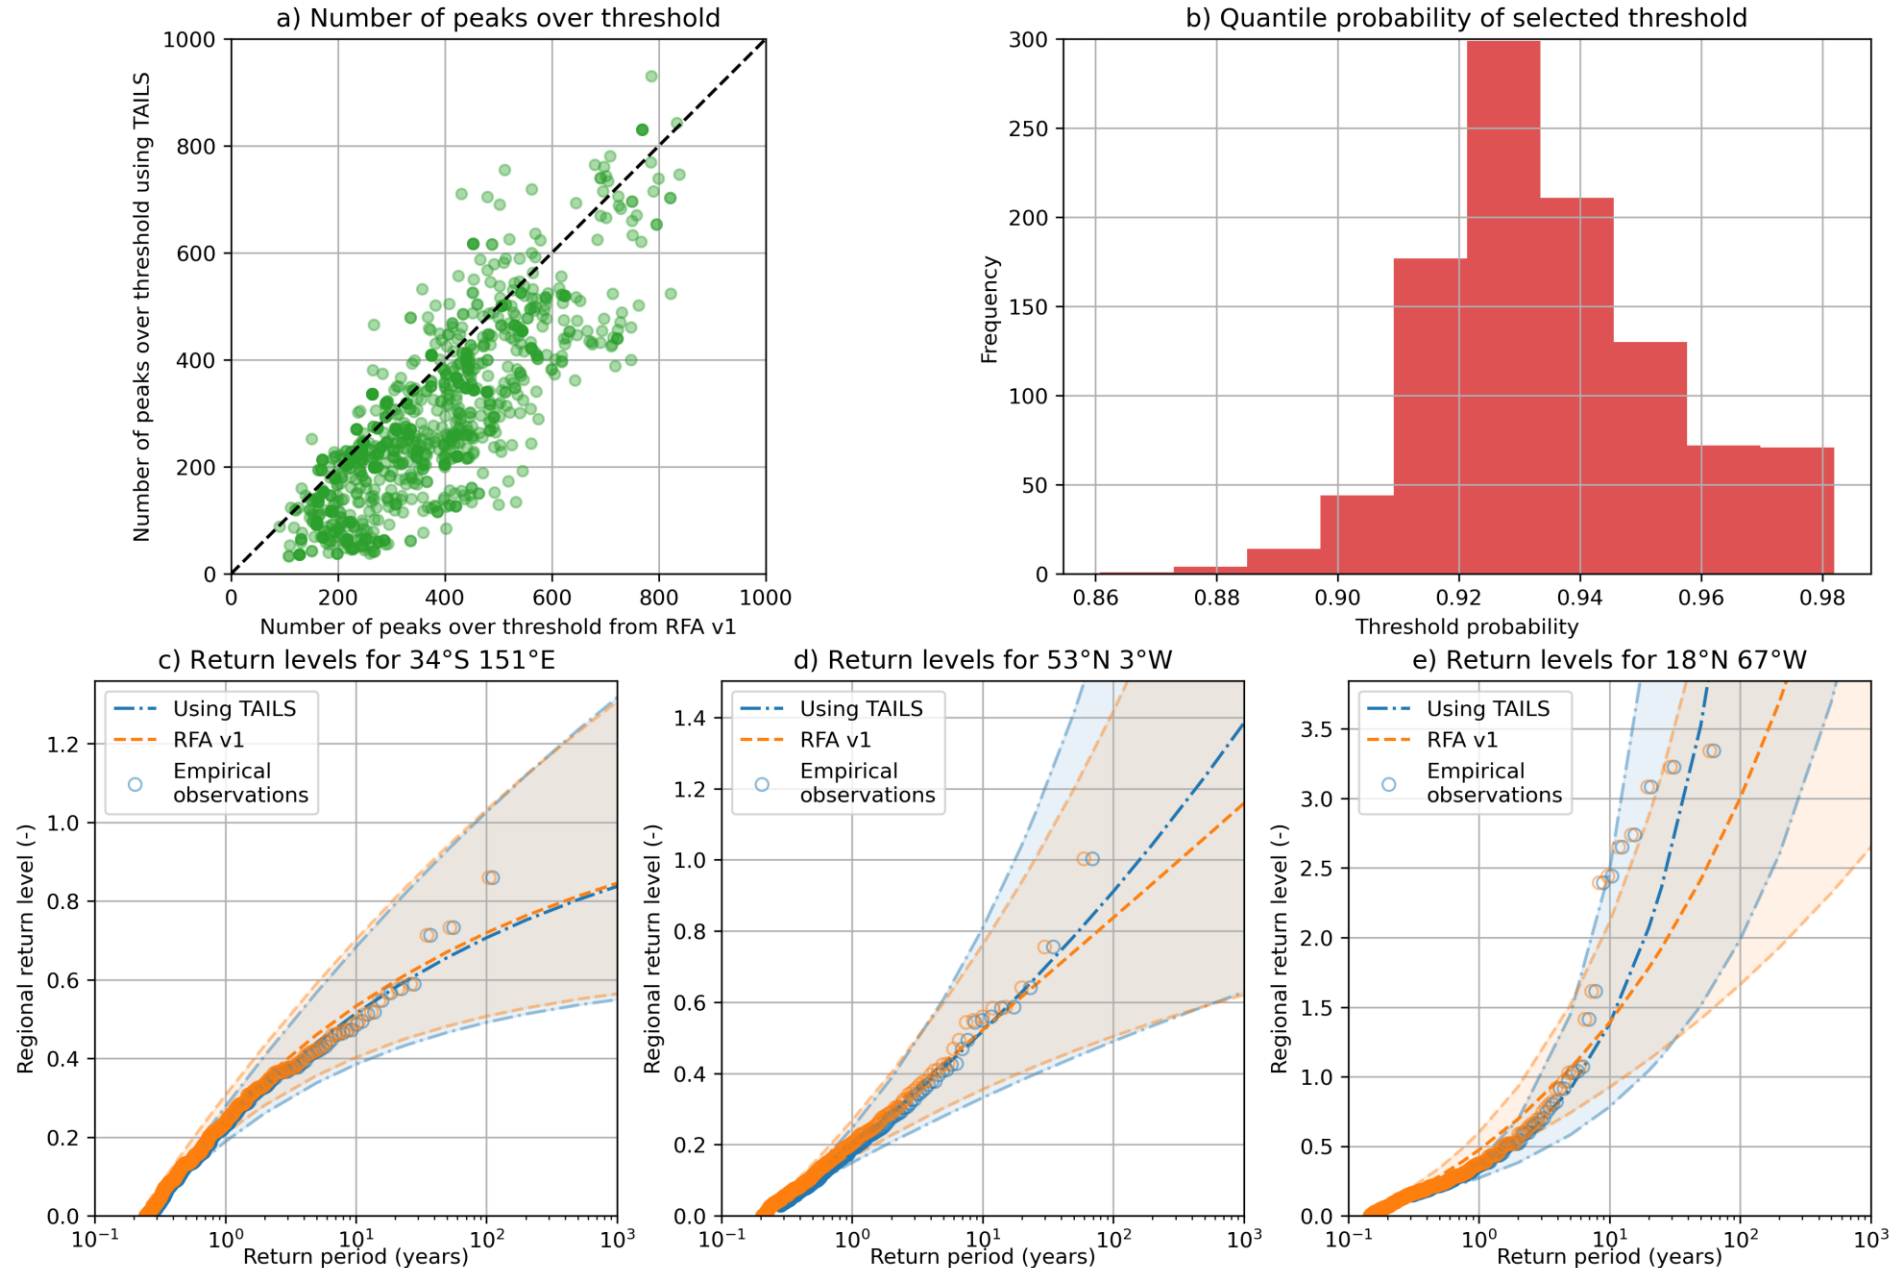 a) Number of peaks over threshold
1000
800
600
400
200
0
Number of peaks over threshold using TAILS
0 200 400 600 800 1000
Number of peaks over threshold from RFA v1
b) Quantile probability of selected threshold
300
250
200
150
100
50
0
Frequency
0.86 0.88 0.90 0.92 0.94 0.96 0.98
Threshold probability
c) Return levels for 34°S 151°E
Using TAILS
RFA v1
Empirical
observations
1.2
1.0
0.8
0.6
0.4
0.2
0.0
Regional return level (-)
10⁻¹ 10⁰ 10¹ 10² 10³
Return period (years)
d) Return levels for 53°N 3°W
Using TAILS
RFA v1
Empirical
observations
1.4
1.2
1.0
0.8
0.6
0.4
0.2
0.0
Regional return level (-)
10⁻¹ 10⁰ 10¹ 10² 10³
Return period (years)
e) Return levels for 18°N 67°W
Using TAILS
RFA v1
Empirical
observations
3.5
3.0
2.5
2.0
1.5
1.0
0.5
0.0
Regional return level (-)
10⁻¹ 10⁰ 10¹ 10² 10³
Return period (years)